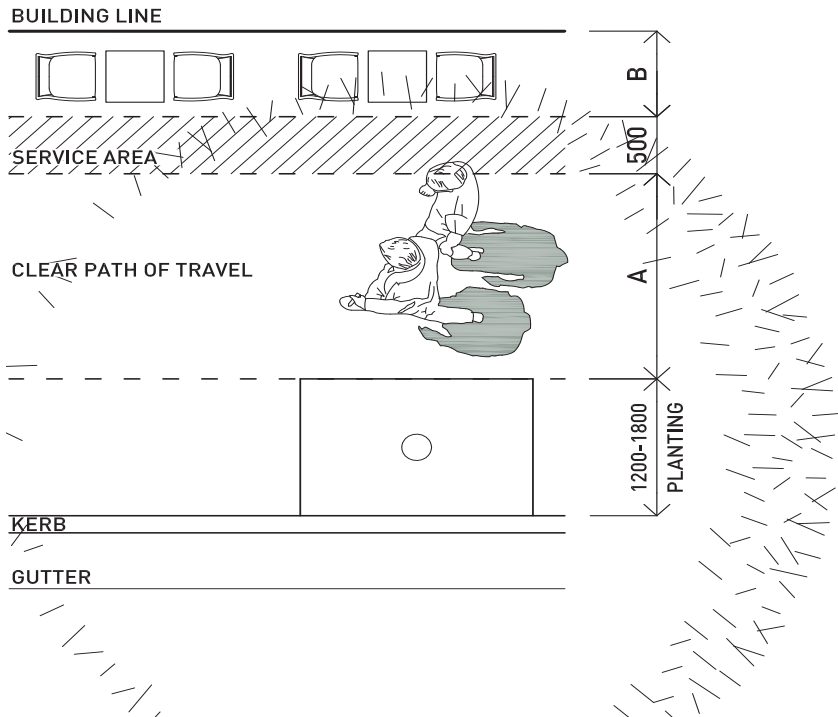 BUILDING LINE
B
SERVICE AREA
500
CLEAR PATH OF TRAVEL
A
1200-1800
PLANTING
KERB
GUTTER